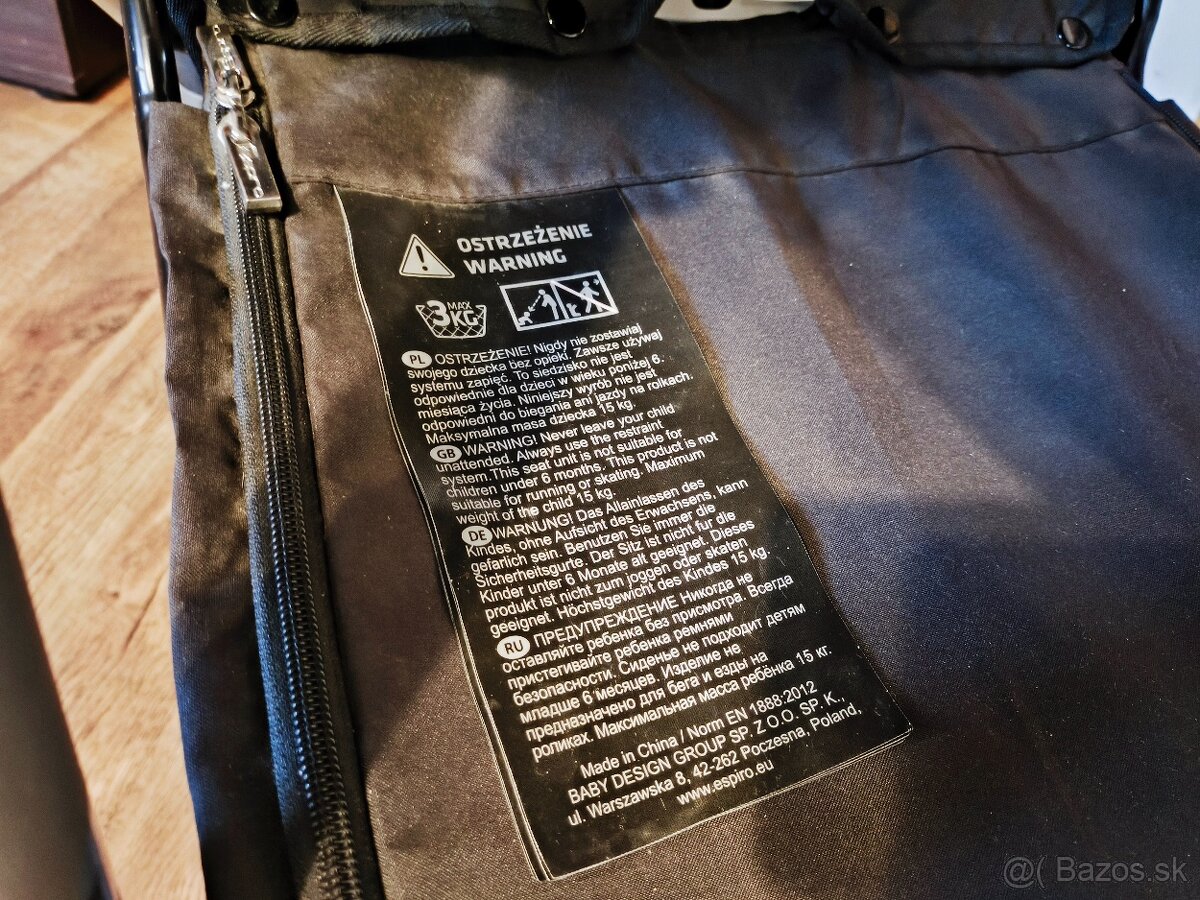 OSTRZEŻENIE
WARNING
3 MAX
KG
PL OSTRZEŻENIE! Nigdy nie zostawiaj
swojego dziecka bez opieki. Zawsze używaj
systemu zapięć. To siedzisko nie jest
odpowiednie dla dzieci w wieku poniżej 6.
miesiąca życia. Niniejszy wyrób nie jest
odpowiedni do biegania ani jazdy na rolkach.
Maksymalna masa dziecka 15 kg.
GB WARNING! Never leave your child
unattended. Always use the restraint
system.This seat unit is not suitable for
children under 6 months. This product is not
suitable for running or skating. Maximum
weight of the child 15 kg.
DE WARNUNG! Das Allainlassen des
Kindes, ohne Aufsicht des Erwachsens, kann
gefarlich sein. Benutzen Sie immer die
Sicherheitsgurte. Der Sitz ist nicht fur die
Kinder unter 6 Monate alt geeignet. Dieses
produkt ist nicht zum joggen oder skaten
geeignet. Höchstgewicht des Kindes 15 kg.
RU ПРЕДУПРЕЖДЕНИЕ Никогда не
оставляйте ребенка без присмотра. Всегда
пристегивайте ребенка ремнями
безопасности. Сиденье не подходит детям
младше 6 месяцев. Изделие не
предназначено для бега и езды на
роликах. Максимальная масса ребёнка 15 кг.
Made in China / Norm EN 1888:2012
BABY DESIGN GROUP SP. Z.O.O. SP. K.,
ul. Warszawska 8, 42-262 Poczesna, Poland,
www.espiro.eu
@( Bazos.sk